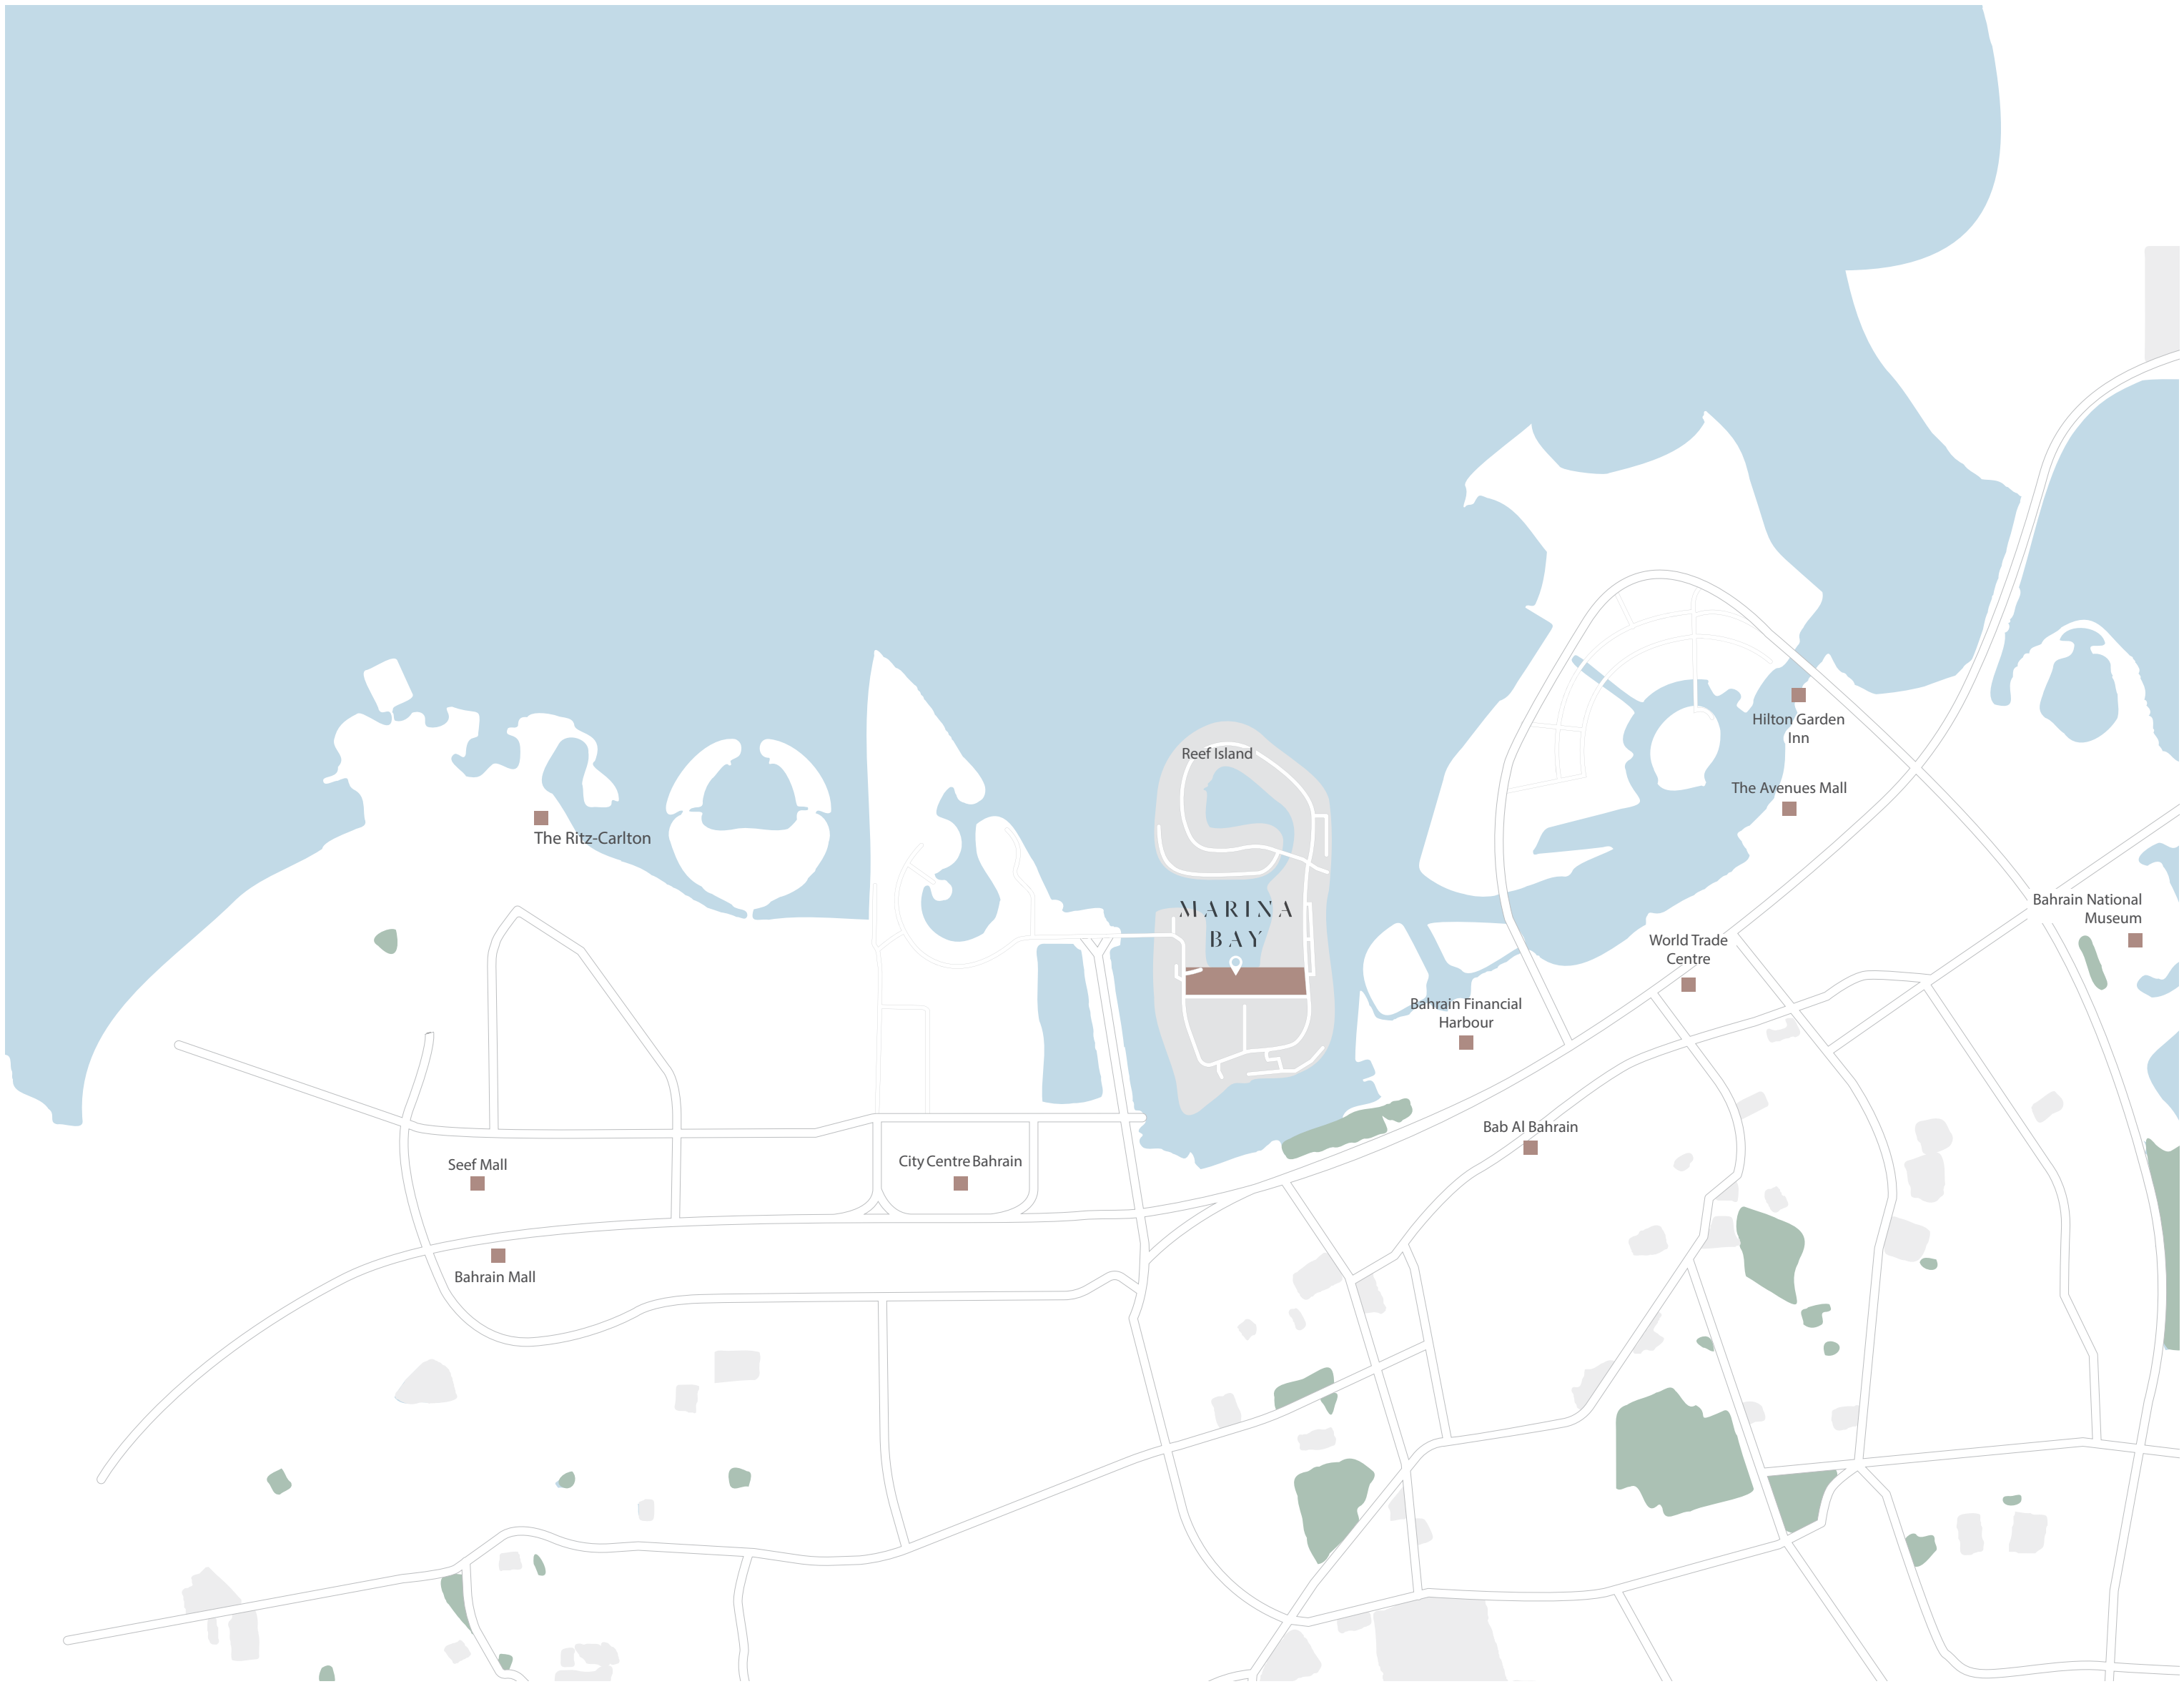 Hilton Garden
Inn
Reef Island
The Avenues Mall
The Ritz-Carlton
Bahrain National
Museum
MARINA
BAY
World Trade
Centre
Bahrain Financial
Harbour
Bab Al Bahrain
Seef Mall
City Centre Bahrain
Bahrain Mall